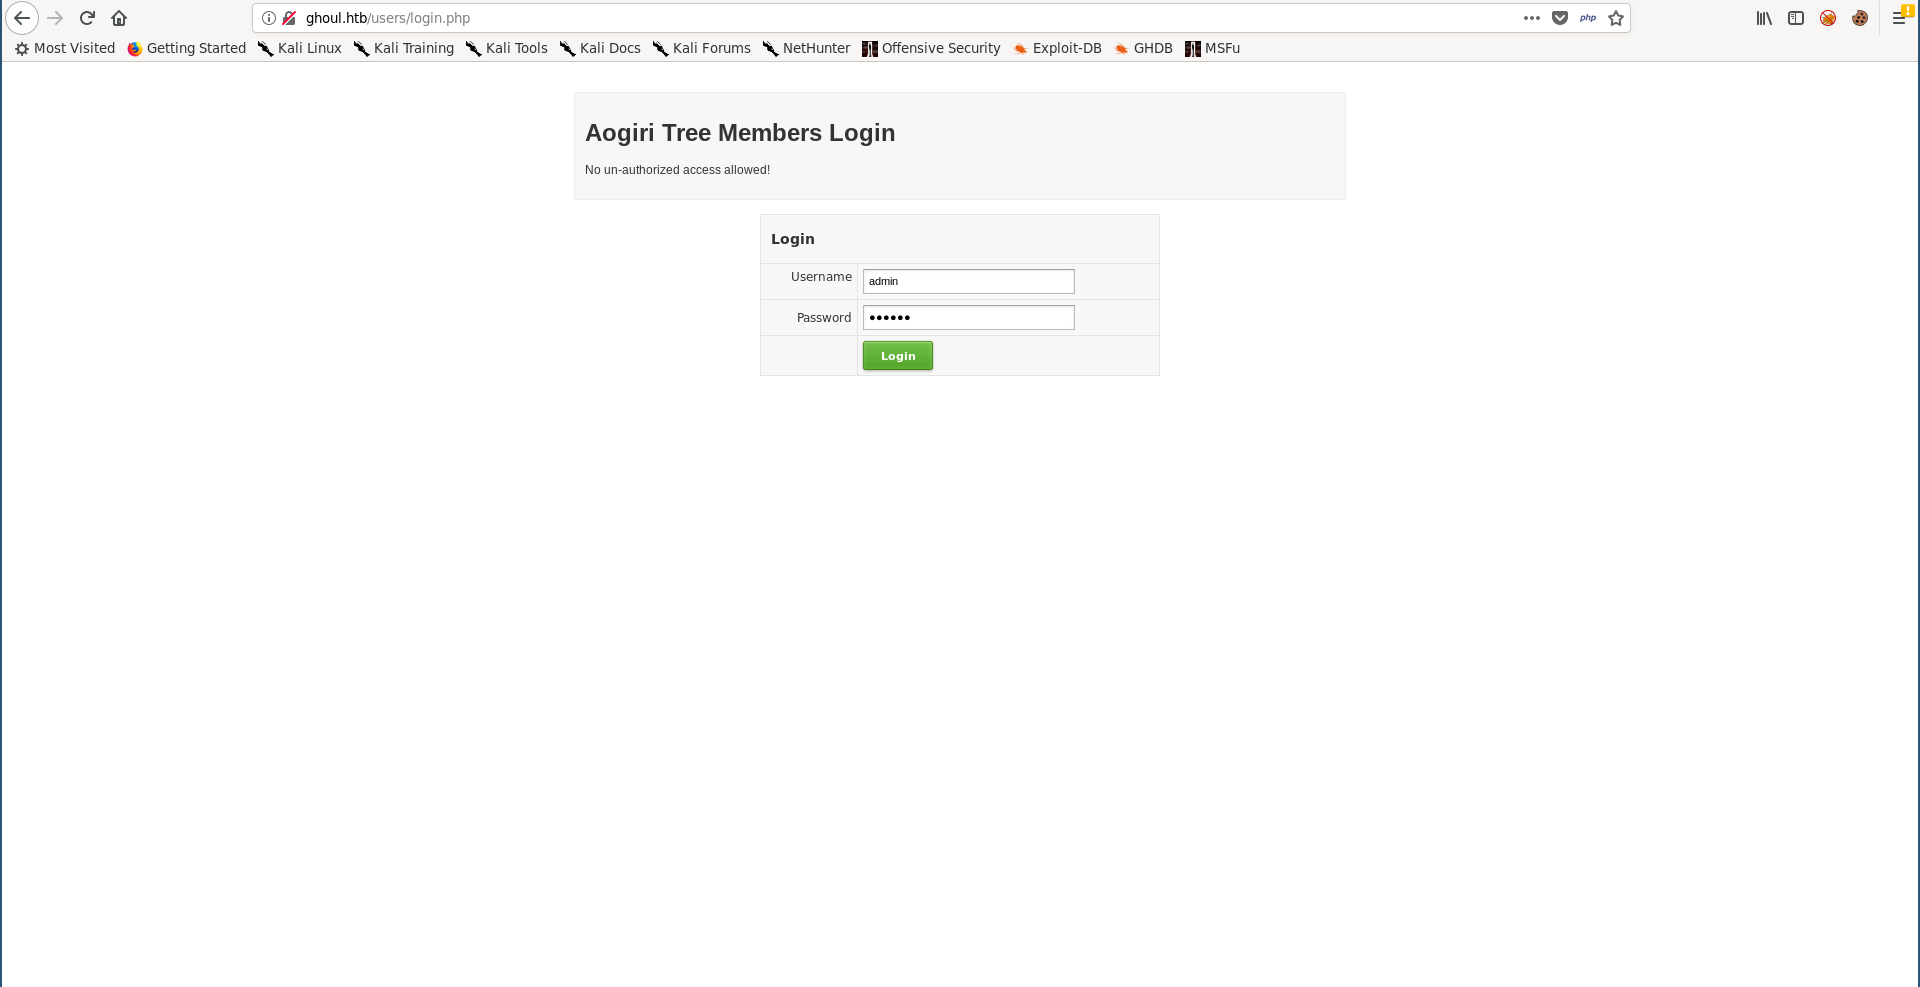 ghoul.htb/users/login.php
php
Most Visited Getting Started Kali Linux Kali Training Kali Tools Kali Docs Kali Forums NetHunter Offensive Security Exploit-DB GHDB MSFu
Aogiri Tree Members Login
No un-authorized access allowed!
Login
Username admin
Password ••••••
Login